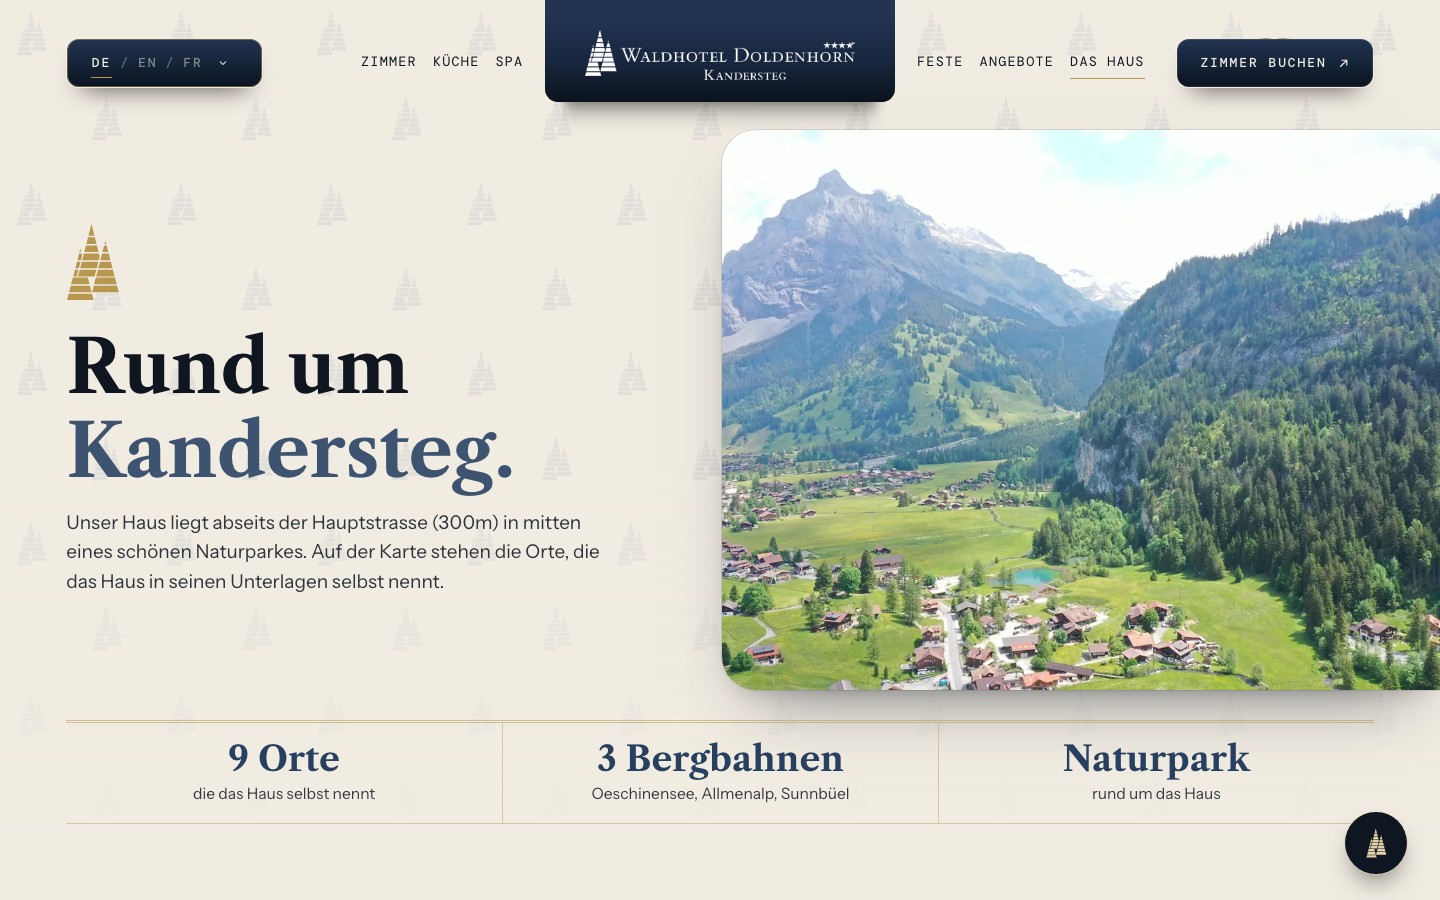 DE / EN / FR
ZIMMER KÜCHE SPA
WALDHOTEL DOLDENHORN
KANDERSTEG
FESTE ANGEBOTE DAS HAUS
ZIMMER BUCHEN
Rund um
Kandersteg.
Unser Haus liegt abseits der Hauptstrasse (300m) in mitten
eines schönen Naturparkes. Auf der Karte stehen die Orte, die
das Haus in seinen Unterlagen selbst nennt.
9 Orte
die das Haus selbst nennt
3 Bergbahnen
Oeschinensee, Allmenalp, Sunnbüel
Naturpark
rund um das Haus